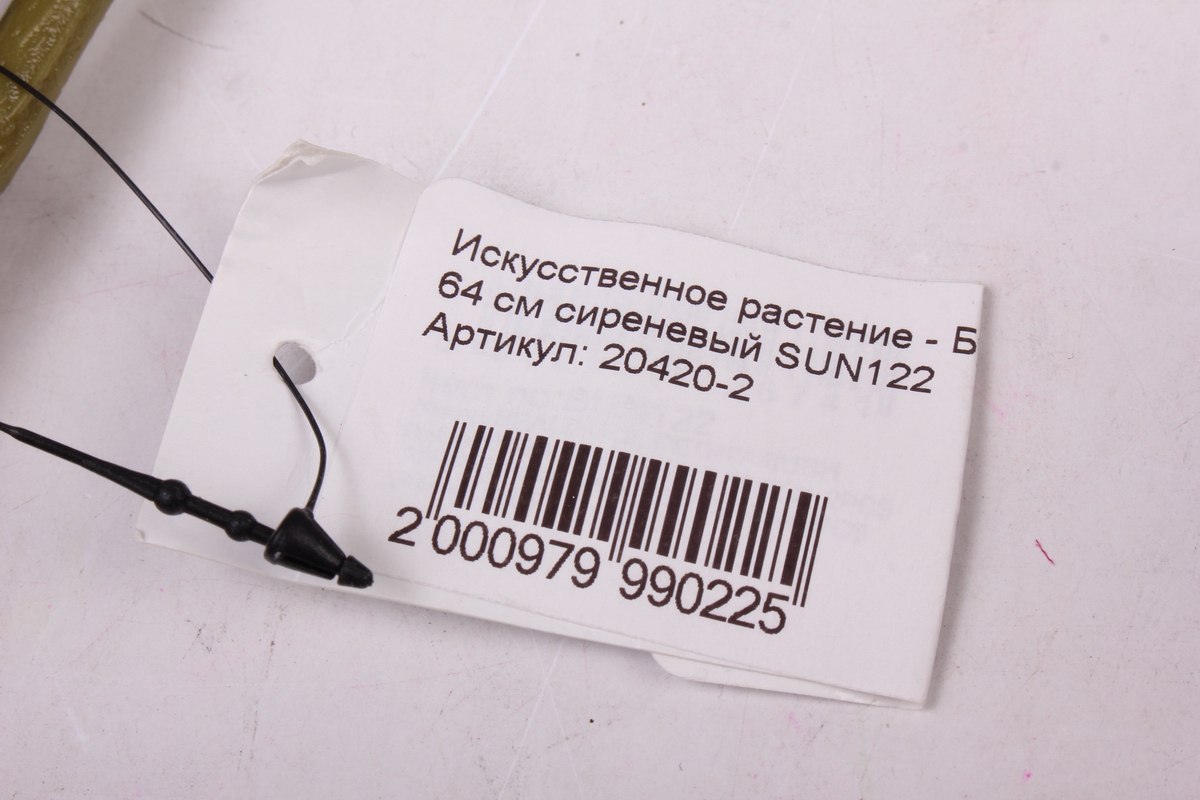 Искусственное растение - Б
64 см сиреневый SUN122
Артикул: 20420-2
2 000979 990225